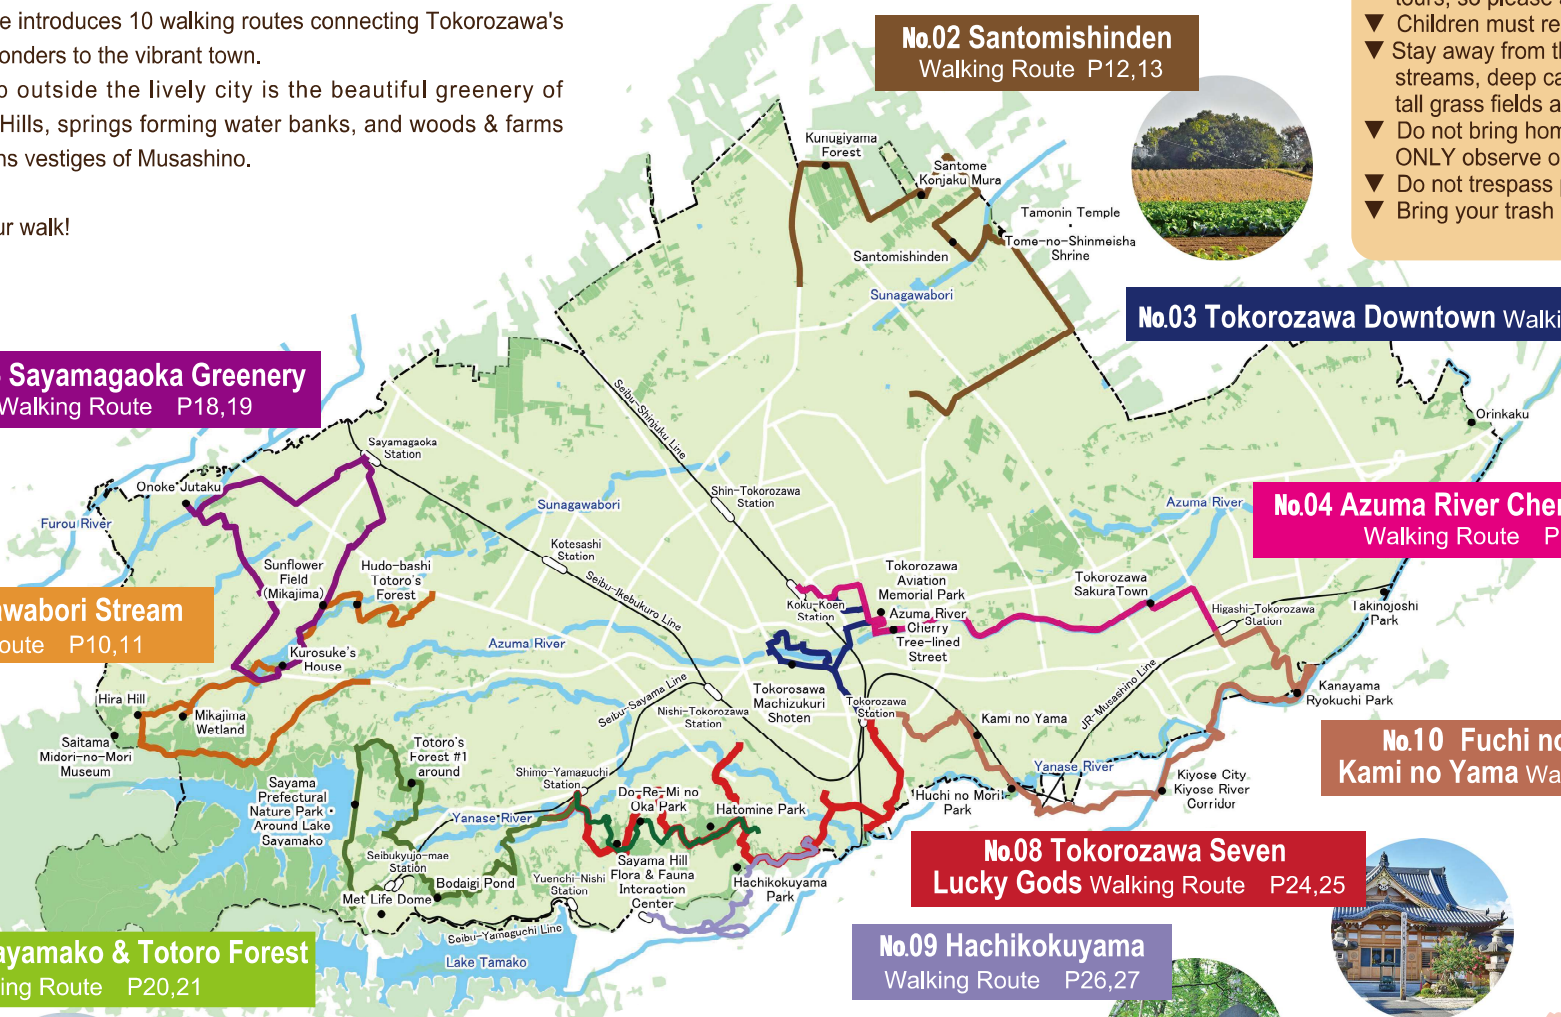 e introduces 10 walking routes connecting Tokorozawa's
onders to the vibrant town.
o outside the lively city is the beautiful greenery of
Hills, springs forming water banks, and woods & farms
ns vestiges of Musashino.
ur walk!
No.02 Santomishinden
Walking Route P12,13
tours, so please
▼ Children must re
▼ Stay away from th
streams, deep ca
tall grass fields a
▼ Do not bring hom
ONLY observe o
▼ Do not trespass
▼ Bring your trash
Kunugiyama
Forest
Santome
Konjaku Mura
Tamonin Temple
・
Tome-no-Shinmeisha
Shrine
Santomishinden
Sunagawabori
No.03 Tokorozawa Downtown Walki
Sayamagaoka Greenery
Walking Route P18,19
Seibu-Shinjuku Line
Orinkaku
Sayamagaoka
Station
Onoke Jutaku
Furou River
Sunagawabori
Shin-Tokorozawa
Station
Azuma River
No.04 Azuma River Cher
Walking Route P
Kotesashi
Station
Seibu-Ikebukuro Line
Sunflower
Field
(Mikajima)
Hudo-bashi
Totoro's
Forest
Tokorozawa
Aviation
Memorial Park
Koku-Koen
Station
Azuma River
Cherry
Tree-lined
Street
Tokorozawa
SakuraTown
Higashi-Tokorozawa
Station
Takinojoshi
Park
awabori Stream
oute P10,11
Azuma River
Kurosuke's
House
Hira Hill
Mikajima
Wetland
Saitama
Midori-no-Mori
Museum
Seibu-Sayama Line
Nishi-Tokorozawa
Station
Tokorosawa
Machizukuri
Shoten
Tokorozawa
Station
Kami no Yama
JR-Musashino Line
Kanayama
Ryokuchi Park
No.10 Fuchi no
Kami no Yama Wa
Totoro's
Forest #1
around
Sayama
Prefectural
Nature Park・
Around Lake
Sayamako
Shimo-Yamaguchi
Station
Do-Re-Mi no
Oka Park
Hatomine Park
Huchi no Mori
Park
Yanase River
Kiyose City
Kiyose River
Corridor
Yanase River
Seibukyujo-mae
Station
Met Life Dome
Bodaigi Pond
Yuenchi-Nishi
Station
Sayama Hill
Flora & Fauna
Interaction
Center
Hachikokuyama
Park
No.08 Tokorozawa Seven
Lucky Gods Walking Route P24,25
Seibu-Yamaguchi Line
Lake Tamako
ayamako & Totoro Forest
ing Route P20,21
No.09 Hachikokuyama
Walking Route P26,27